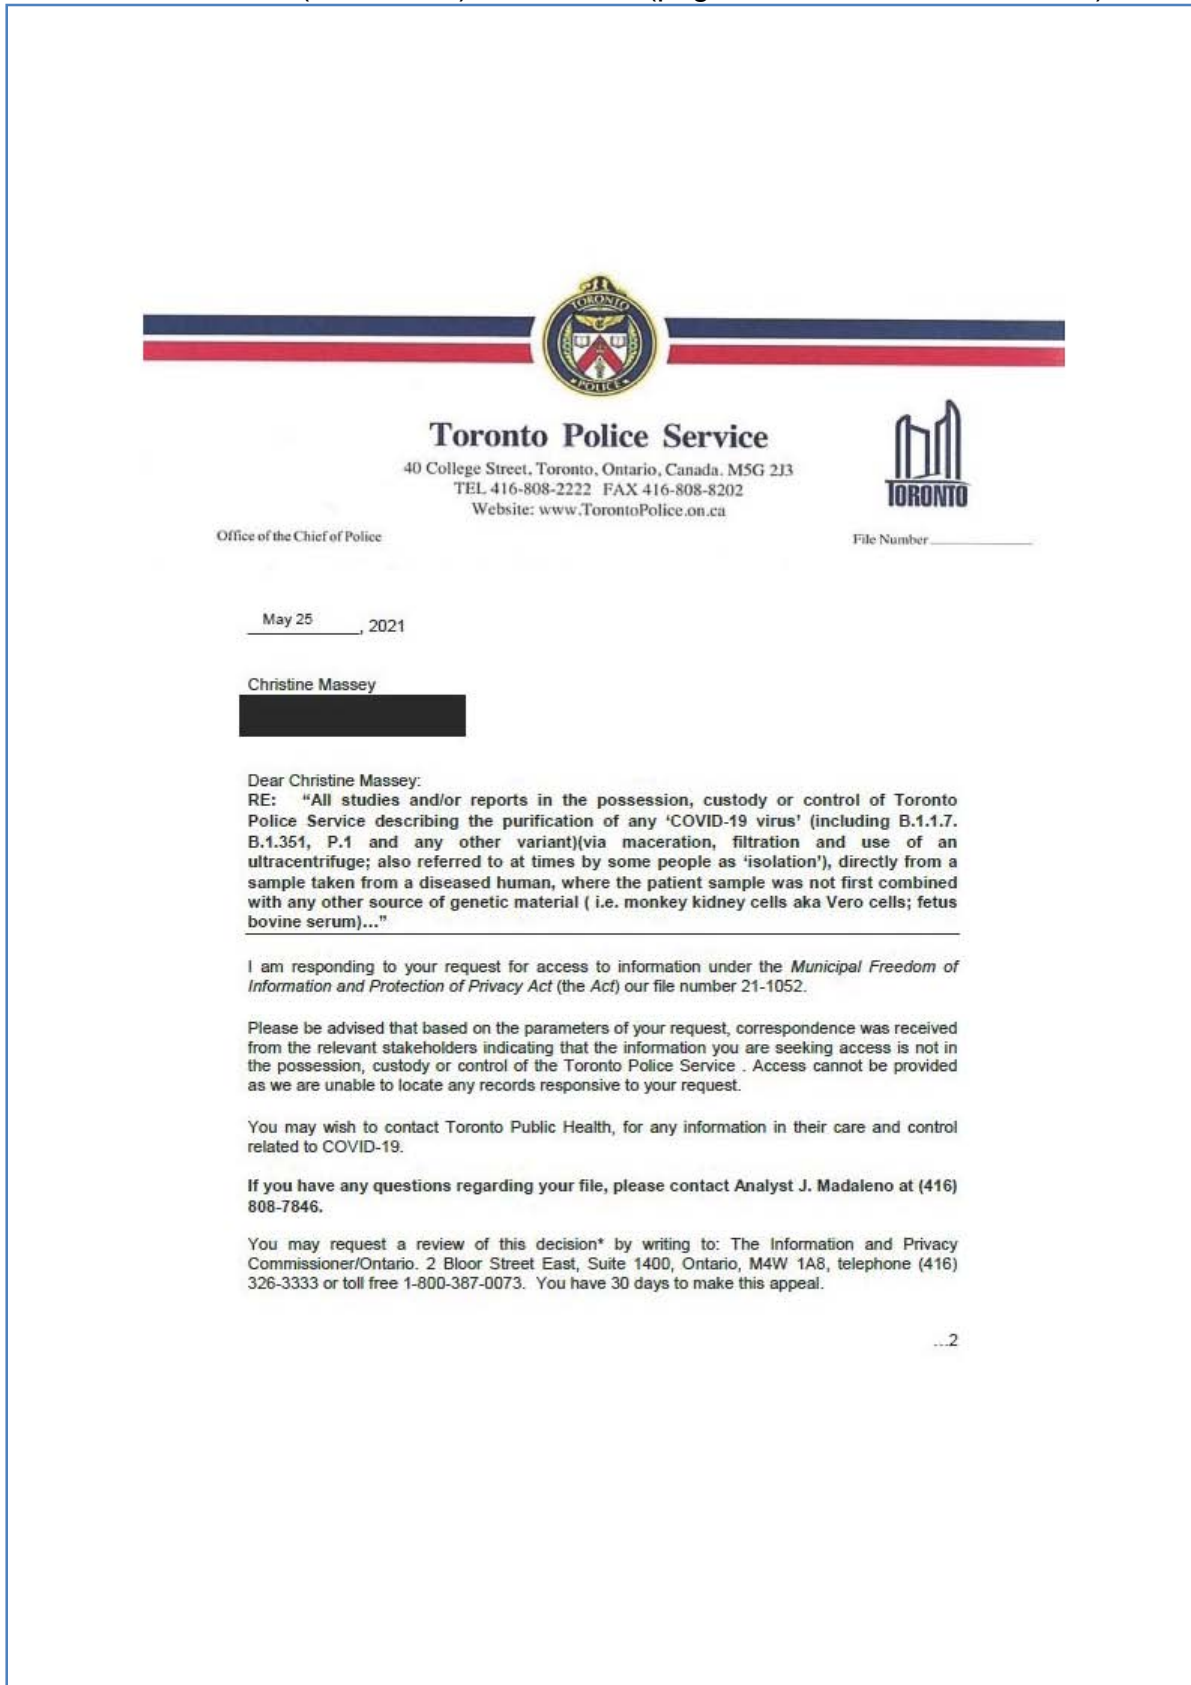 TORONTO
POLICE
Toronto Police Service
40 College Street, Toronto, Ontario, Canada. M5G 2J3
TEL 416-808-2222 FAX 416-808-8202
Website: www.TorontoPolice.on.ca
TORONTO
Office of the Chief of Police
File Number
May 25, 2021
Christine Massey
Dear Christine Massey:
RE: “All studies and/or reports in the possession, custody or control of Toronto
Police Service describing the purification of any ‘COVID-19 virus’ (including B.1.1.7.
B.1.351, P.1 and any other variant)(via maceration, filtration and use of an
ultracentrifuge; also referred to at times by some people as ‘isolation’), directly from a
sample taken from a diseased human, where the patient sample was not first combined
with any other source of genetic material ( i.e. monkey kidney cells aka Vero cells; fetus
bovine serum)...”
I am responding to your request for access to information under the Municipal Freedom of
Information and Protection of Privacy Act (the Act) our file number 21-1052.
Please be advised that based on the parameters of your request, correspondence was received
from the relevant stakeholders indicating that the information you are seeking access is not in
the possession, custody or control of the Toronto Police Service . Access cannot be provided
as we are unable to locate any records responsive to your request.
You may wish to contact Toronto Public Health, for any information in their care and control
related to COVID-19.
If you have any questions regarding your file, please contact Analyst J. Madaleno at (416)
808-7846.
You may request a review of this decision* by writing to: The Information and Privacy
Commissioner/Ontario. 2 Bloor Street East, Suite 1400, Ontario, M4W 1A8, telephone (416)
326-3333 or toll free 1-800-387-0073. You have 30 days to make this appeal.
...2